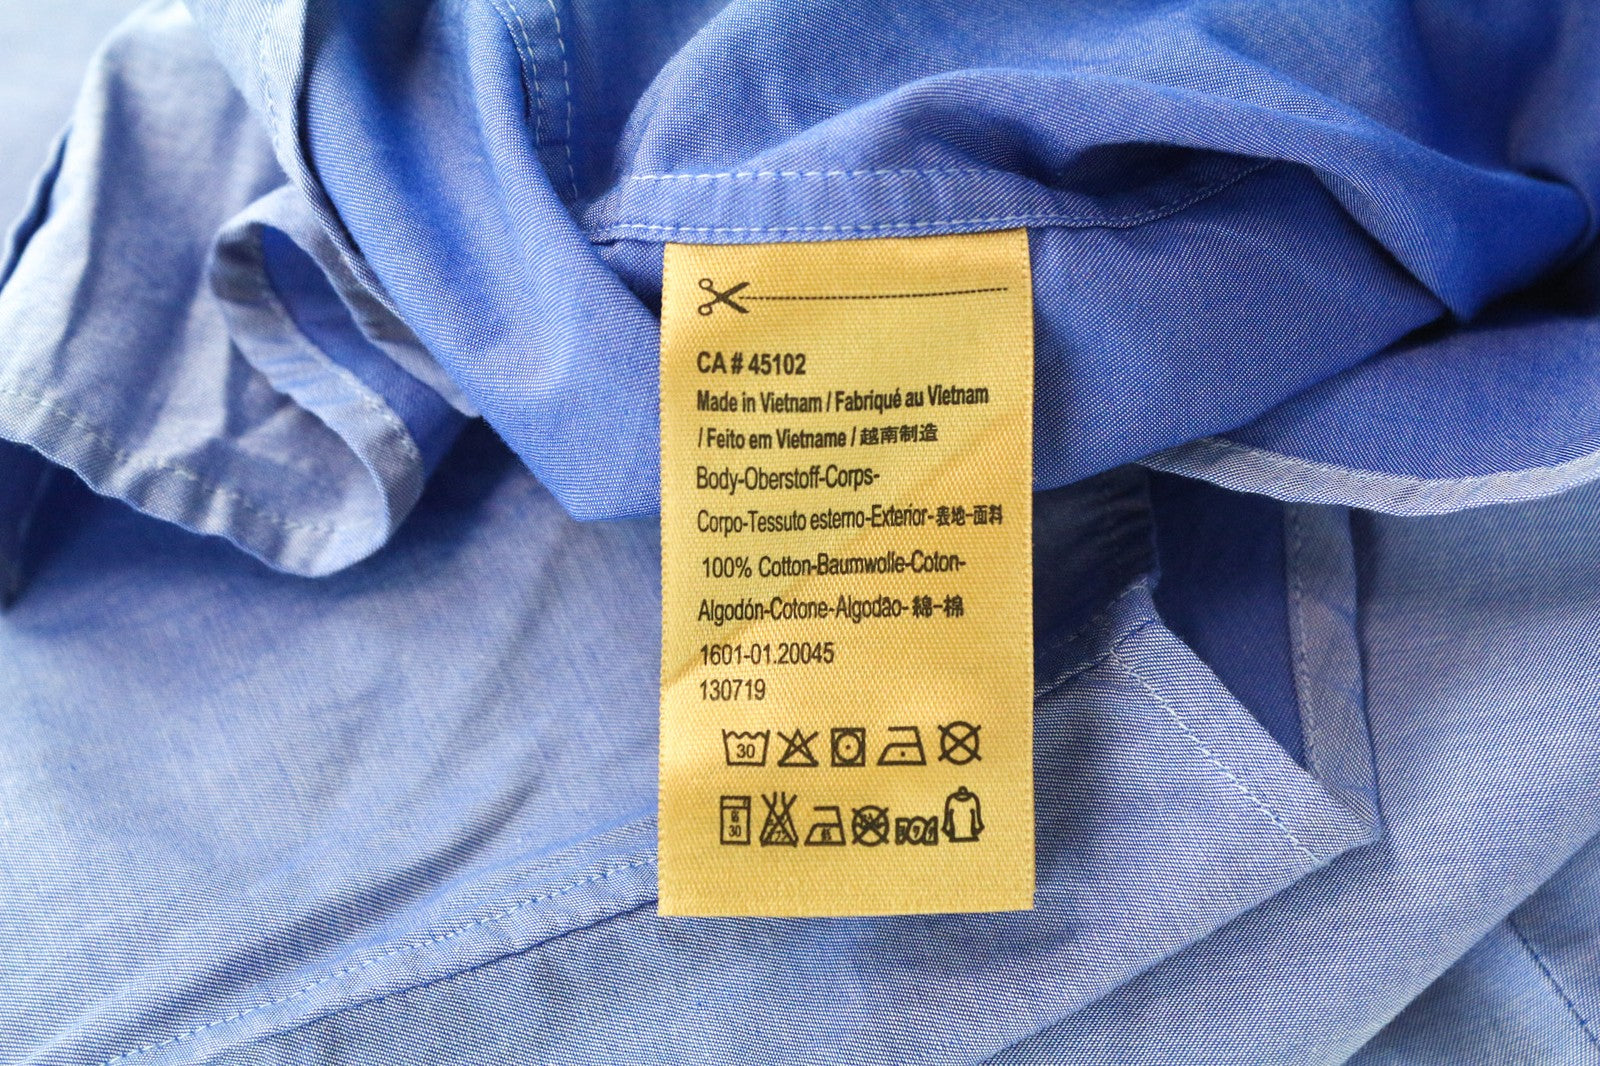 CA # 45102
Made in Vietnam / Fabriqué au Vietnam
/ Feito em Vietname / 越南制造
Body-Oberstoff-Corps-
Corpo-Tessuto esterno-Exterior-表地-面料
100% Cotton-Baumwolle-Coton-
Algodón-Cotone-Algodão-綿-棉
1601-01.20045
130719
30
30